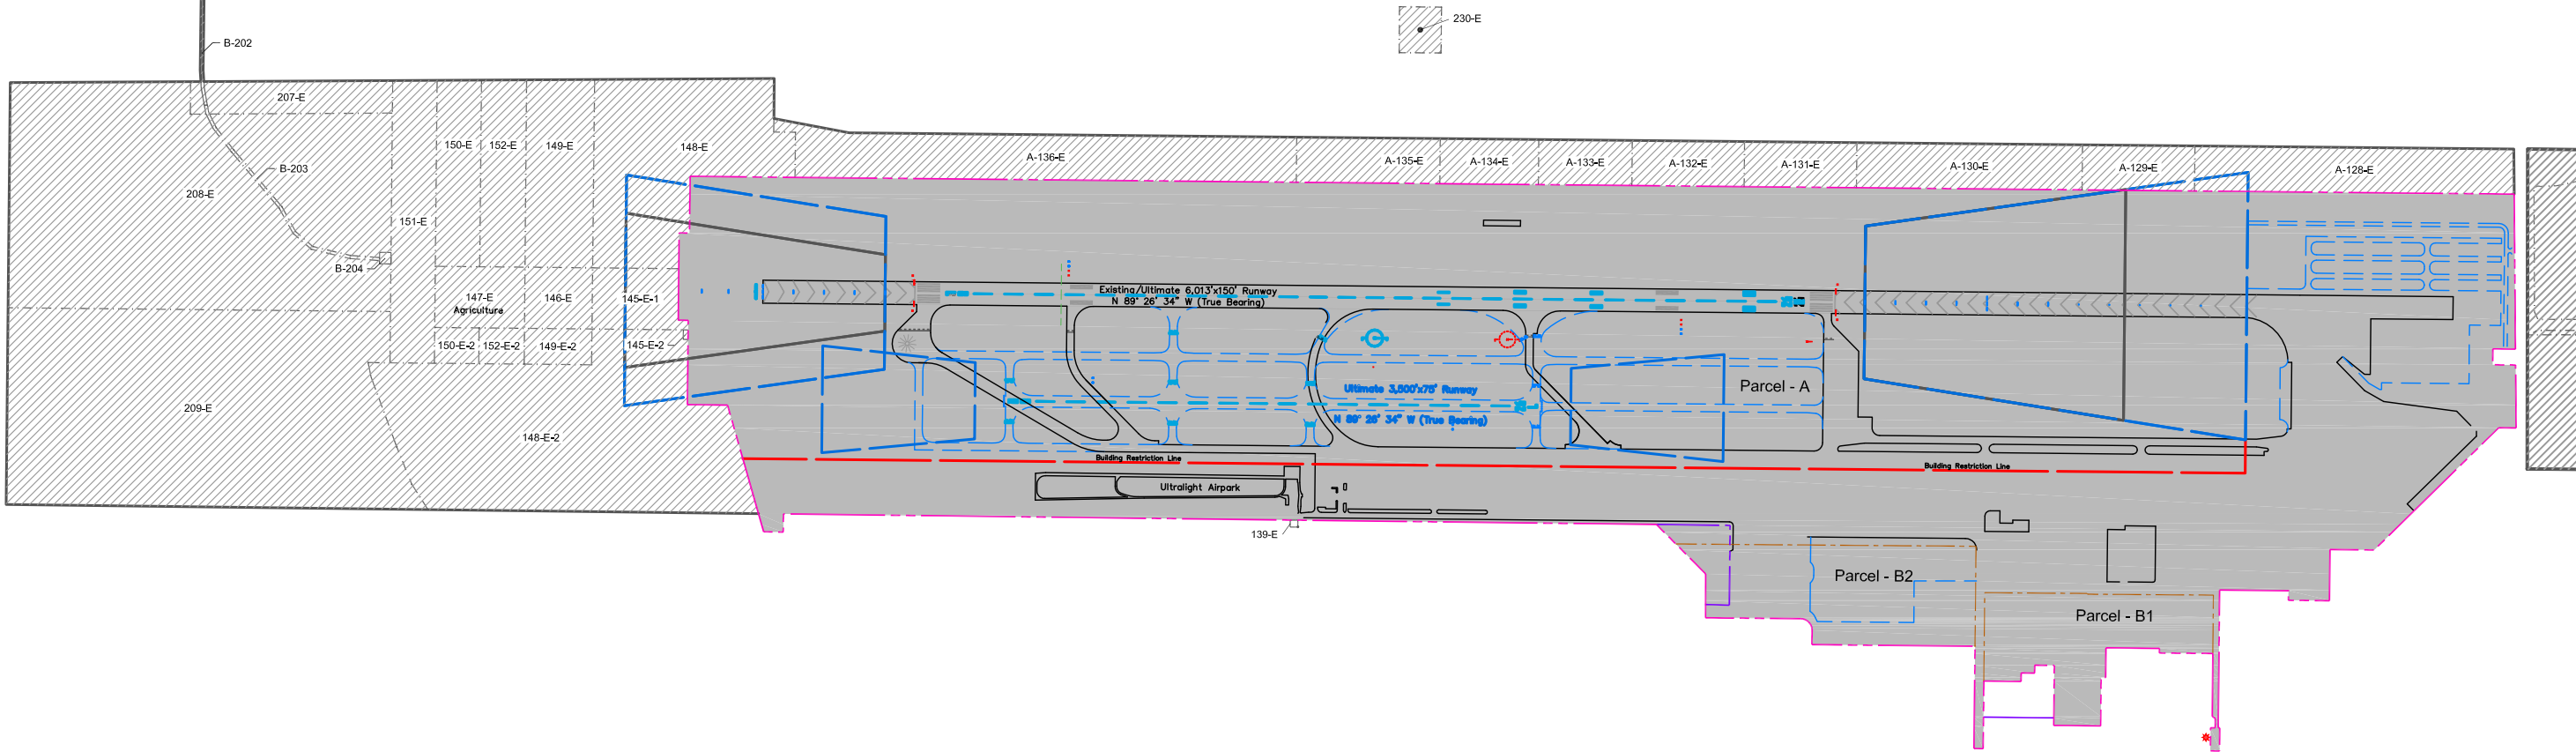 230-E
B-202
207-E
150-E
152-E
149-E
148-E
A-136-E
A-135-E
A-134-E
A-133-E
A-132-E
A-131-E
A-130-E
A-129-E
A-128-E
B-203
208-E
151-E
B-204
147-E
Agriculture
146-E
145-E-1
Existing/Ultimate 6,013'x150' Runway
N 89° 26' 34" W (True Bearing)
150-E-2
152-E-2
149-E-2
145-E-2
Parcel - A
Ultimate 3,500'x75' Runway
N 89° 26' 34" W (True Bearing)
209-E
148-E-2
Building Restriction Line
Building Restriction Line
Ultralight Airpark
139-E
Parcel - B2
Parcel - B1